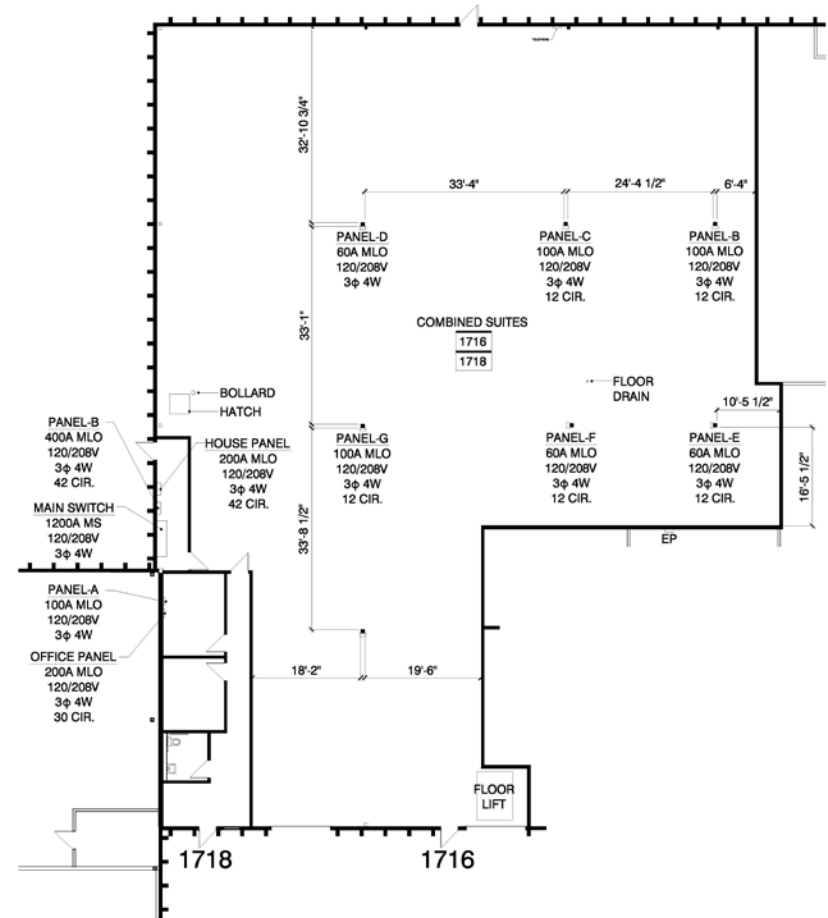 32'-10 3/4"
33'-4"
24'-4 1/2"
6'-4"
PANEL-D
60A MLO
120/208V
3ϕ 4W
PANEL-C
100A MLO
120/208V
3ϕ 4W
12 CIR.
PANEL-B
100A MLO
120/208V
3ϕ 4W
12 CIR.
33'-1"
COMBINED SUITES
1716
1718
FLOOR
DRAIN
BOLLARD
HATCH
10'-5 1/2"
PANEL-B
400A MLO
120/208V
3ϕ 4W
42 CIR.
HOUSE PANEL
200A MLO
120/208V
3ϕ 4W
42 CIR.
PANEL-G
100A MLO
120/208V
3ϕ 4W
12 CIR.
PANEL-F
60A MLO
120/208V
3ϕ 4W
12 CIR.
PANEL-E
60A MLO
120/208V
3ϕ 4W
12 CIR.
16'-5 1/2"
MAIN SWITCH
1200A MS
120/208V
3ϕ 4W
33'-8 1/2"
EP
PANEL-A
100A MLO
120/208V
3ϕ 4W
OFFICE PANEL
200A MLO
120/208V
3ϕ 4W
30 CIR.
18'-2"
19'-6"
FLOOR
LIFT
1718
1716